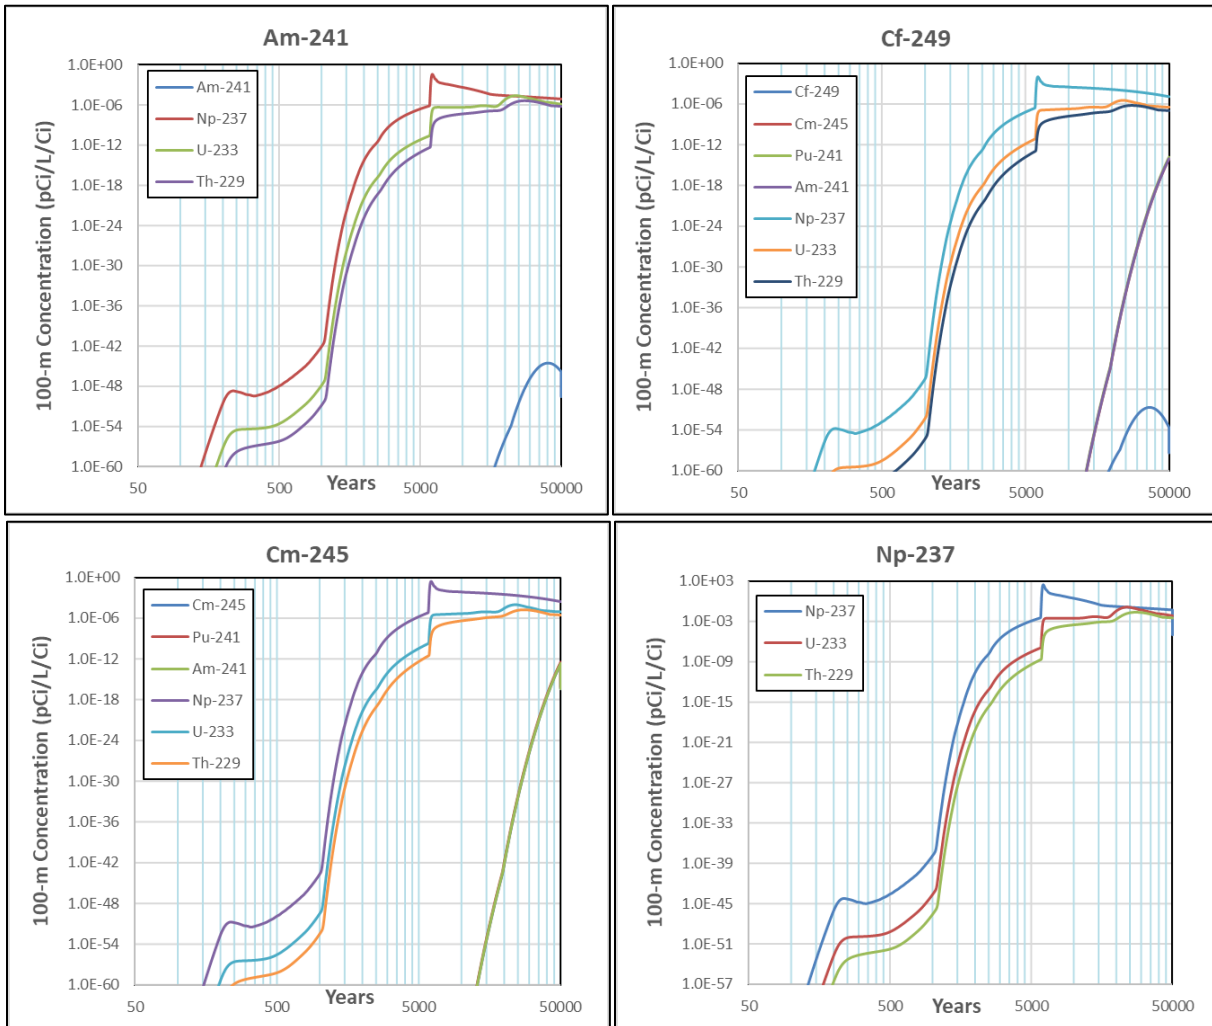 Am-241
100-m Concentration (pCi/L/Ci)
1.0E+00
1.0E-06
1.0E-12
1.0E-18
1.0E-24
1.0E-30
1.0E-36
1.0E-42
1.0E-48
1.0E-54
1.0E-60
Am-241
Np-237
U-233
Th-229
50
500
5000
50000
Years
Cf-249
100-m Concentration (pCi/L/Ci)
1.0E+00
1.0E-06
1.0E-12
1.0E-18
1.0E-24
1.0E-30
1.0E-36
1.0E-42
1.0E-48
1.0E-54
1.0E-60
Cf-249
Cm-245
Pu-241
Am-241
Np-237
U-233
Th-229
50
500
5000
50000
Years
Cm-245
100-m Concentration (pCi/L/Ci)
1.0E+00
1.0E-06
1.0E-12
1.0E-18
1.0E-24
1.0E-30
1.0E-36
1.0E-42
1.0E-48
1.0E-54
1.0E-60
Cm-245
Pu-241
Am-241
Np-237
U-233
Th-229
50
500
5000
50000
Years
Np-237
100-m Concentration (pCi/L/Ci)
1.0E+03
1.0E-03
1.0E-09
1.0E-15
1.0E-21
1.0E-27
1.0E-33
1.0E-39
1.0E-45
1.0E-51
1.0E-57
Np-237
U-233
Th-229
50
500
5000
50000
Years